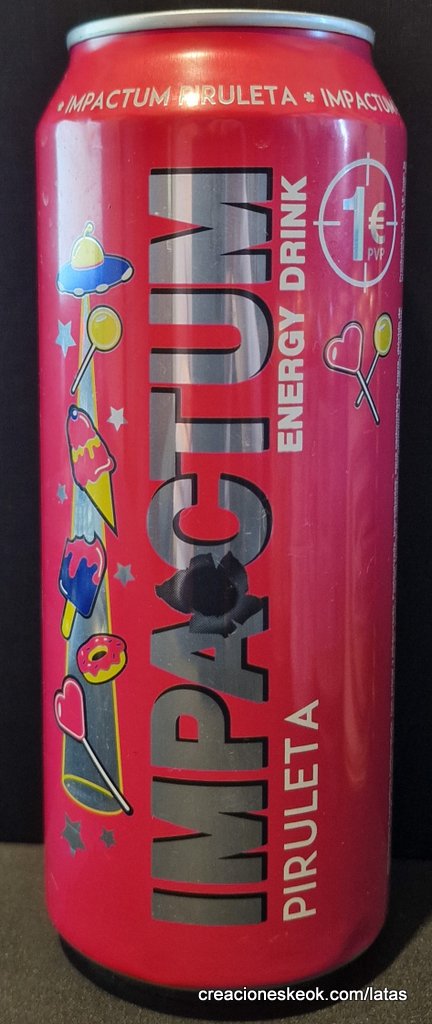 * IMPACTUM PIRULETA * IMPACTUM
IMPACTUM
ENERGY DRINK
PIRULETA
1€
PVP
creacioneskeok.com/latas